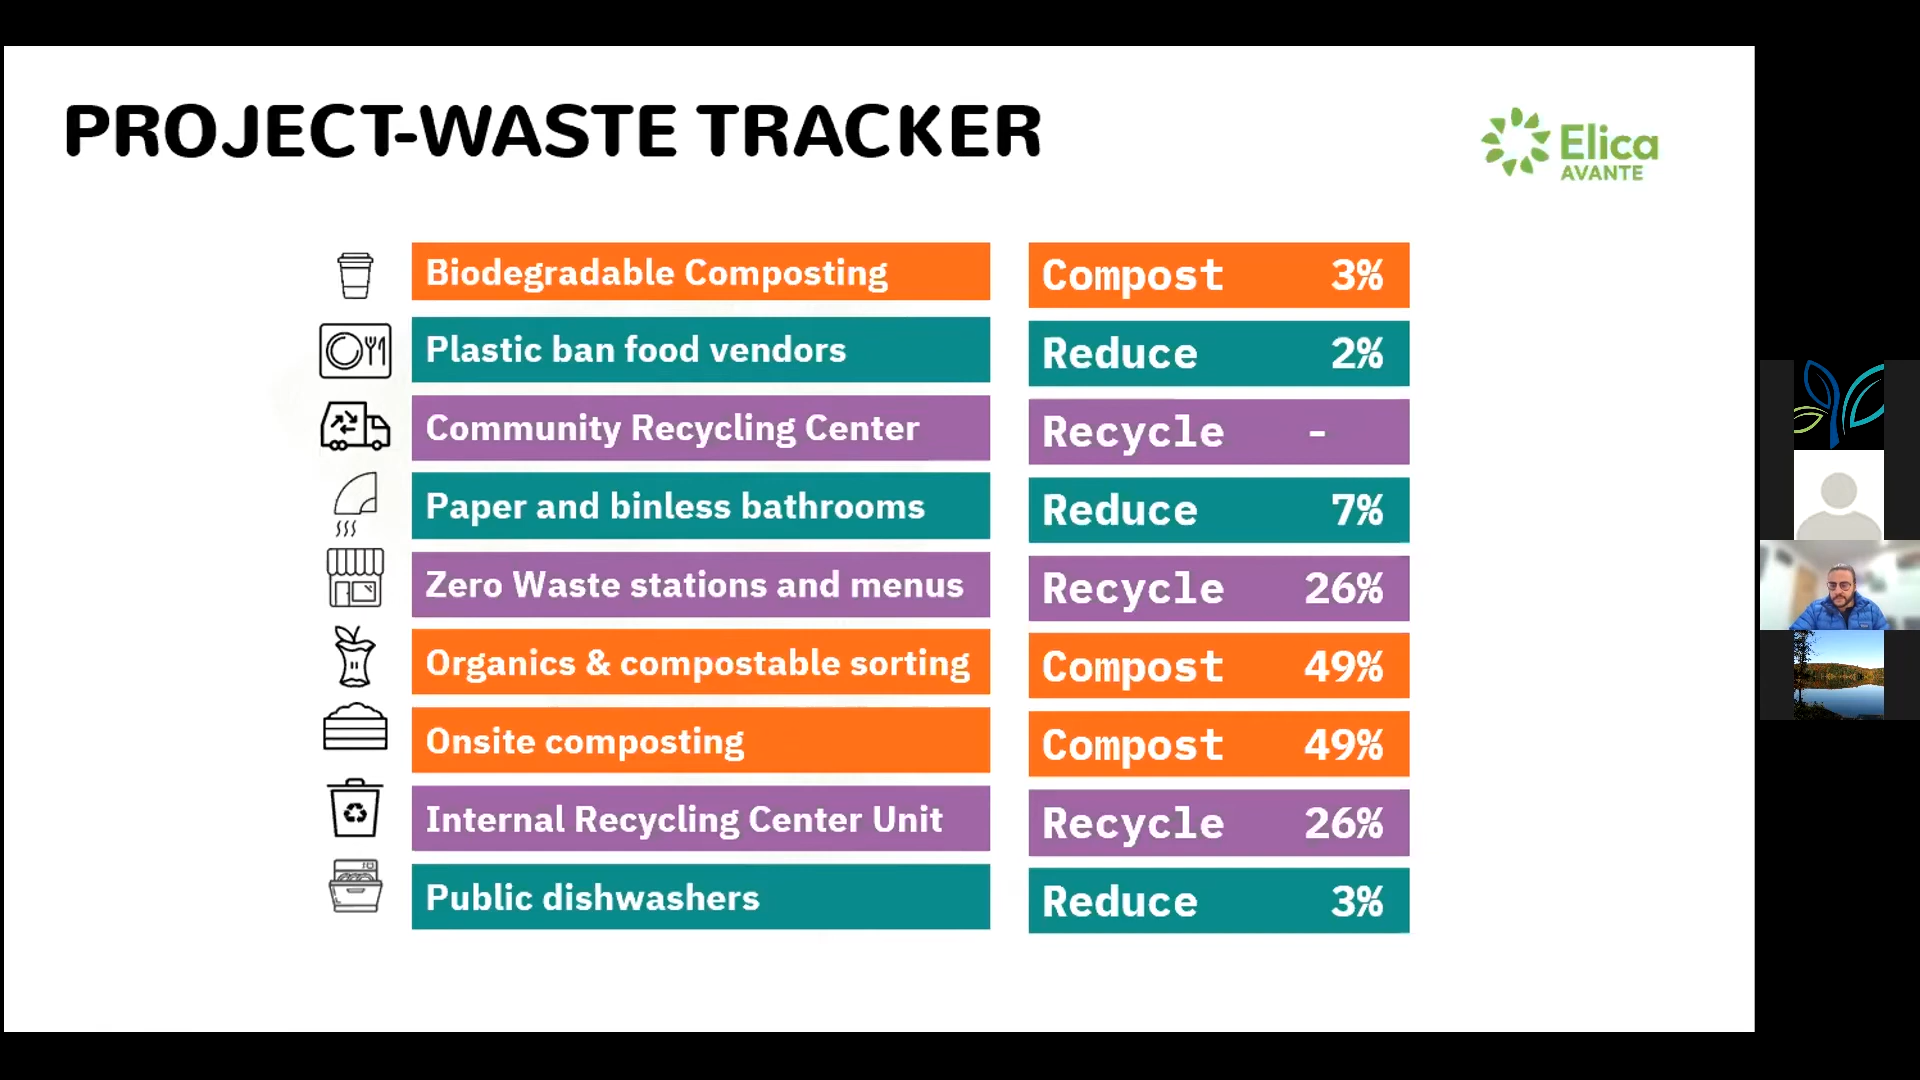 PROJECT-WASTE TRACKER
Elica
AVANTE
Biodegradable Composting Compost 3%
Plastic ban food vendors Reduce 2%
Community Recycling Center Recycle -
Paper and binless bathrooms Reduce 7%
Zero Waste stations and menus Recycle 26%
Organics & compostable sorting Compost 49%
Onsite composting Compost 49%
Internal Recycling Center Unit Recycle 26%
Public dishwashers Reduce 3%